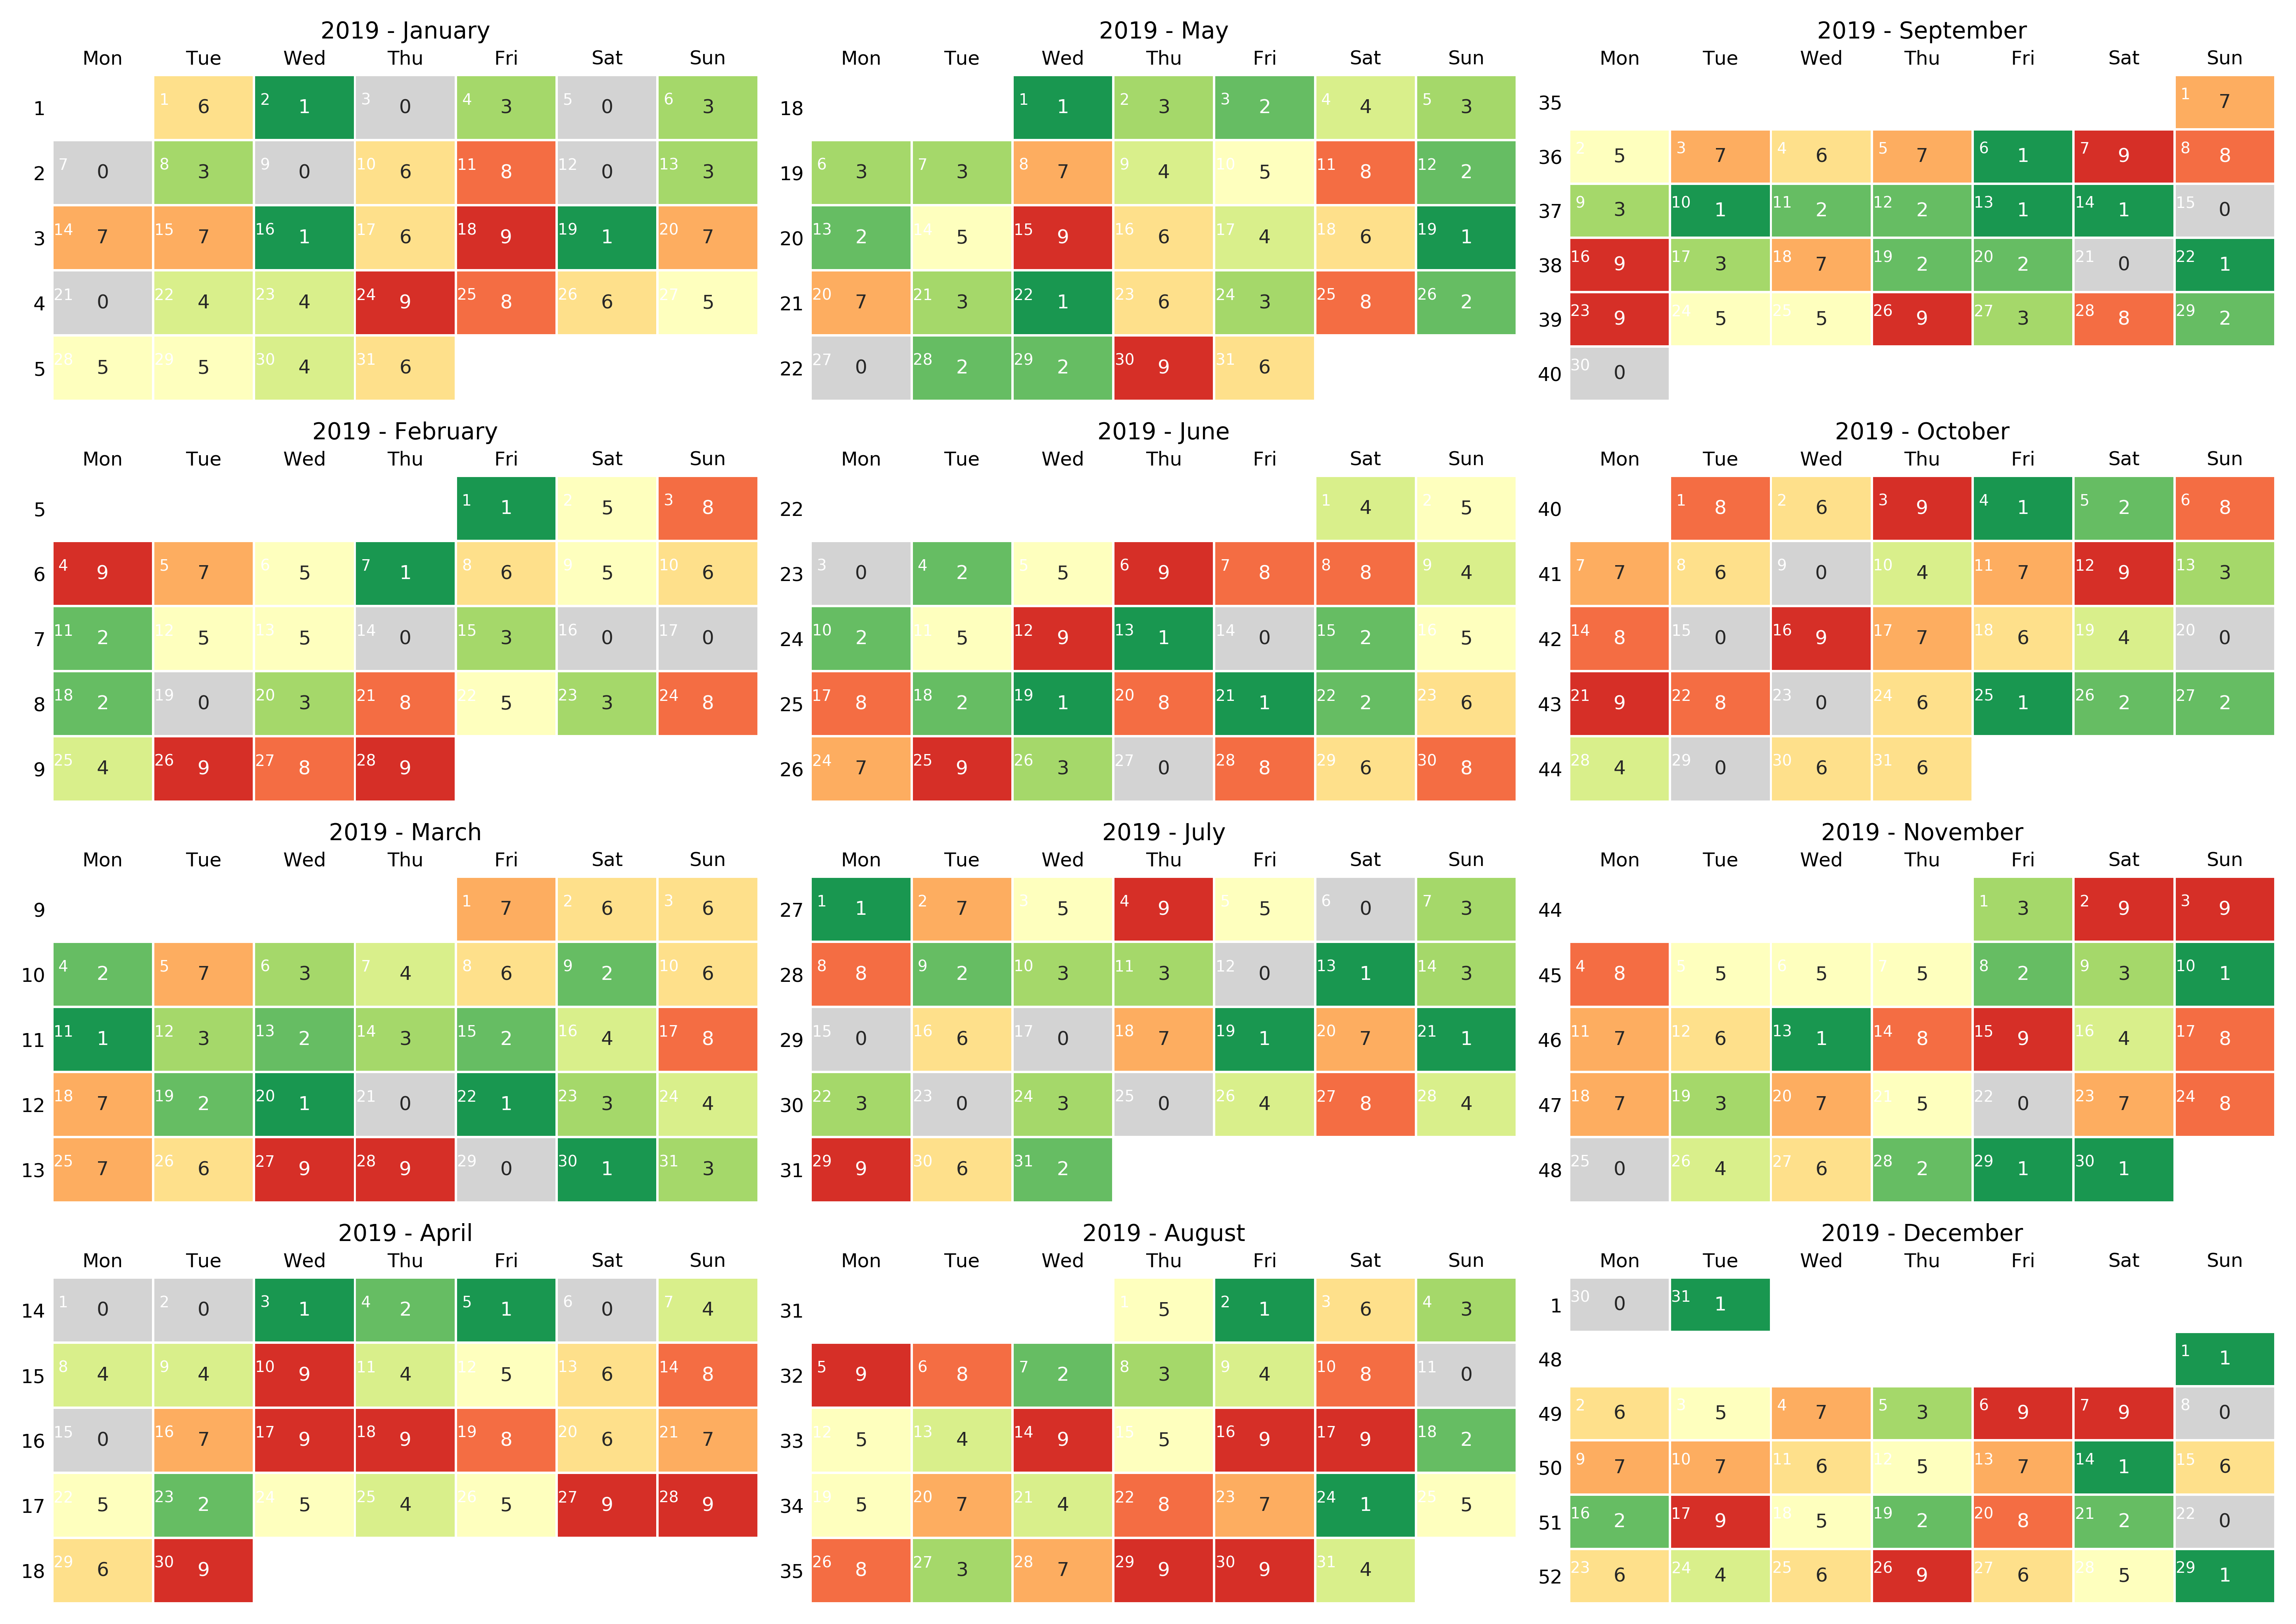 2019 - January
Mon Tue Wed Thu Fri Sat Sun
1 1 6 2 1 3 0 4 3 5 0 6 3
2 7 0 8 3 9 0 10 6 11 8 12 0 13 3
3 14 7 15 7 16 1 17 6 18 9 19 1 20 7
4 21 0 22 4 23 4 24 9 25 8 26 6 27 5
5 28 5 29 5 30 4 31 6
2019 - February
Mon Tue Wed Thu Fri Sat Sun
5 1 1 2 5 3 8
6 4 9 5 7 6 5 7 1 8 6 9 5 10 6
7 11 2 12 5 13 5 14 0 15 3 16 0 17 0
8 18 2 19 0 20 3 21 8 22 5 23 3 24 8
9 25 4 26 9 27 8 28 9
2019 - March
Mon Tue Wed Thu Fri Sat Sun
9 1 7 2 6 3 6
10 4 2 5 7 6 3 7 4 8 6 9 2 10 6
11 11 1 12 3 13 2 14 3 15 2 16 4 17 8
12 18 7 19 2 20 1 21 0 22 1 23 3 24 4
13 25 7 26 6 27 9 28 9 29 0 30 1 31 3
2019 - April
Mon Tue Wed Thu Fri Sat Sun
14 1 0 2 0 3 1 4 2 5 1 6 0 7 4
15 8 4 9 4 10 9 11 4 12 5 13 6 14 8
16 15 0 16 7 17 9 18 9 19 8 20 6 21 7
17 22 5 23 2 24 5 25 4 26 5 27 9 28 9
18 29 6 30 9
2019 - May
Mon Tue Wed Thu Fri Sat Sun
18 1 1 2 3 3 2 4 4 5 3
19 6 3 7 3 8 7 9 4 10 5 11 8 12 2
20 13 2 14 5 15 9 16 6 17 4 18 6 19 1
21 20 7 21 3 22 1 23 6 24 3 25 8 26 2
22 27 0 28 2 29 2 30 9 31 6
2019 - June
Mon Tue Wed Thu Fri Sat Sun
22 1 4 2 5
23 3 0 4 2 5 5 6 9 7 8 8 8 9 4
24 10 2 11 5 12 9 13 1 14 0 15 2 16 5
25 17 8 18 2 19 1 20 8 21 1 22 2 23 6
26 24 7 25 9 26 3 27 0 28 8 29 6 30 8
2019 - July
Mon Tue Wed Thu Fri Sat Sun
27 1 1 2 7 3 5 4 9 5 5 6 0 7 3
28 8 8 9 2 10 3 11 3 12 0 13 1 14 3
29 15 0 16 6 17 0 18 7 19 1 20 7 21 1
30 22 3 23 0 24 3 25 0 26 4 27 8 28 4
31 29 9 30 6 31 2
2019 - August
Mon Tue Wed Thu Fri Sat Sun
31 1 5 2 1 3 6 4 3
32 5 9 6 8 7 2 8 3 9 4 10 8 11 0
33 12 5 13 4 14 9 15 5 16 9 17 9 18 2
34 19 5 20 7 21 4 22 8 23 7 24 1 25 5
35 26 8 27 3 28 7 29 9 30 9 31 4
2019 - September
Mon Tue Wed Thu Fri Sat Sun
35 1 7
36 2 5 3 7 4 6 5 7 6 1 7 9 8 8
37 9 3 10 1 11 2 12 2 13 1 14 1 15 0
38 16 9 17 3 18 7 19 2 20 2 21 0 22 1
39 23 9 24 5 25 5 26 9 27 3 28 8 29 2
40 30 0
2019 - October
Mon Tue Wed Thu Fri Sat Sun
40 1 8 2 6 3 9 4 1 5 2 6 8
41 7 7 8 6 9 0 10 4 11 7 12 9 13 3
42 14 8 15 0 16 9 17 7 18 6 19 4 20 0
43 21 9 22 8 23 0 24 6 25 1 26 2 27 2
44 28 4 29 0 30 6 31 6
2019 - November
Mon Tue Wed Thu Fri Sat Sun
44 1 3 2 9 3 9
45 4 8 5 5 6 5 7 5 8 2 9 3 10 1
46 11 7 12 6 13 1 14 8 15 9 16 4 17 8
47 18 7 19 3 20 7 21 5 22 0 23 7 24 8
48 25 0 26 4 27 6 28 2 29 1 30 1
2019 - December
Mon Tue Wed Thu Fri Sat Sun
1 30 0 31 1
48 1 1
49 2 6 3 5 4 7 5 3 6 9 7 9 8 0
50 9 7 10 7 11 6 12 5 13 7 14 1 15 6
51 16 2 17 9 18 5 19 2 20 8 21 2 22 0
52 23 6 24 4 25 6 26 9 27 6 28 5 29 1